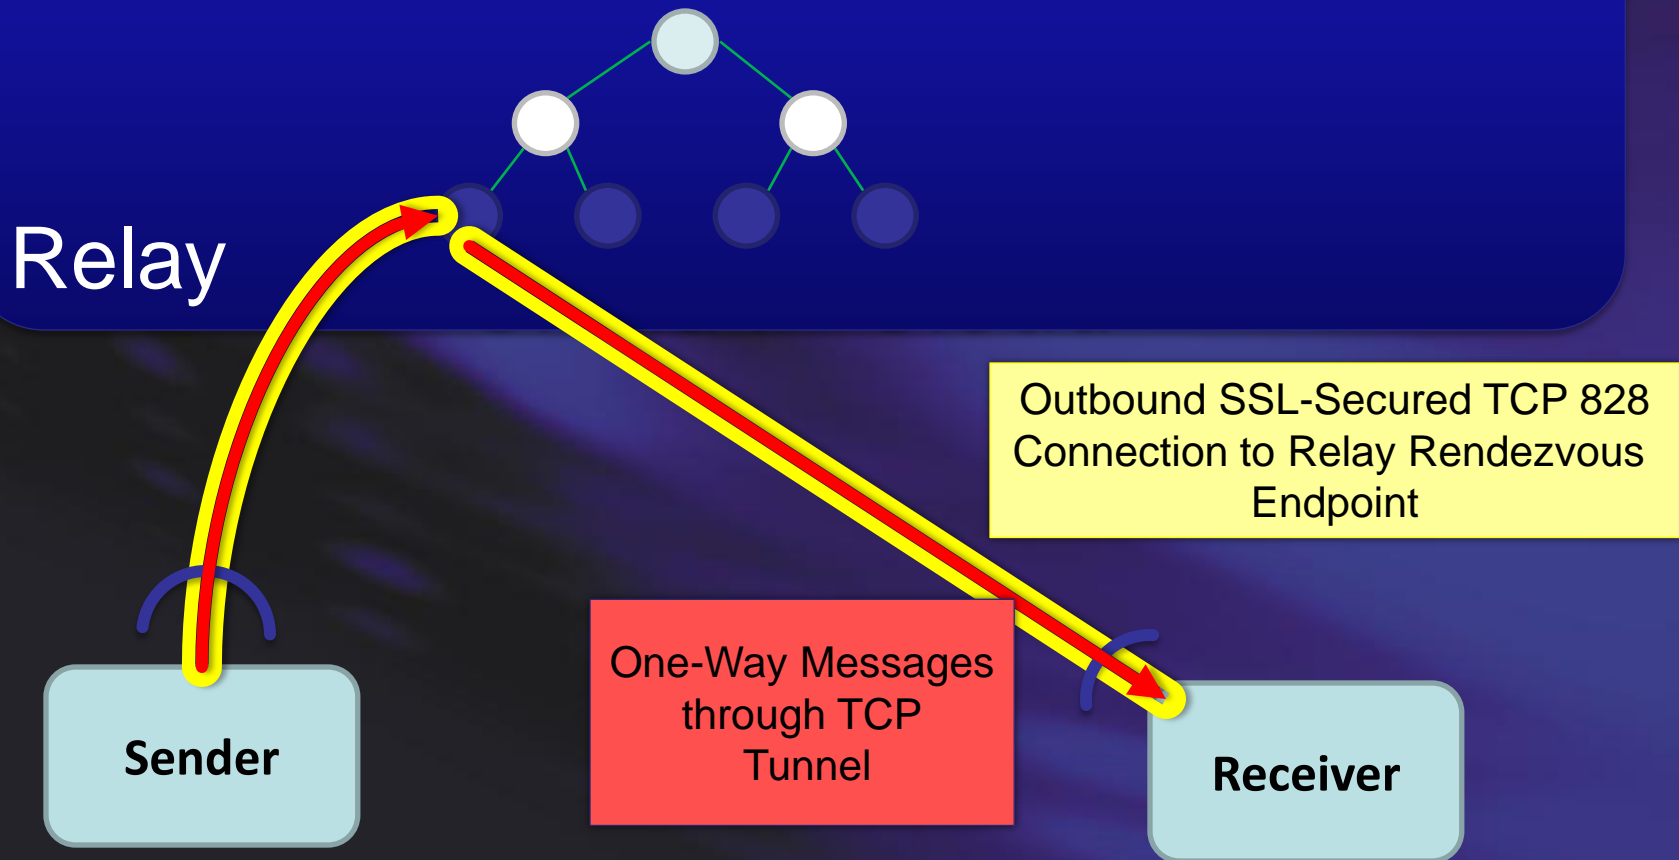 Relay
Outbound SSL-Secured TCP 828
Connection to Relay Rendezvous
Endpoint
One-Way Messages
through TCP
Tunnel
Sender
Receiver